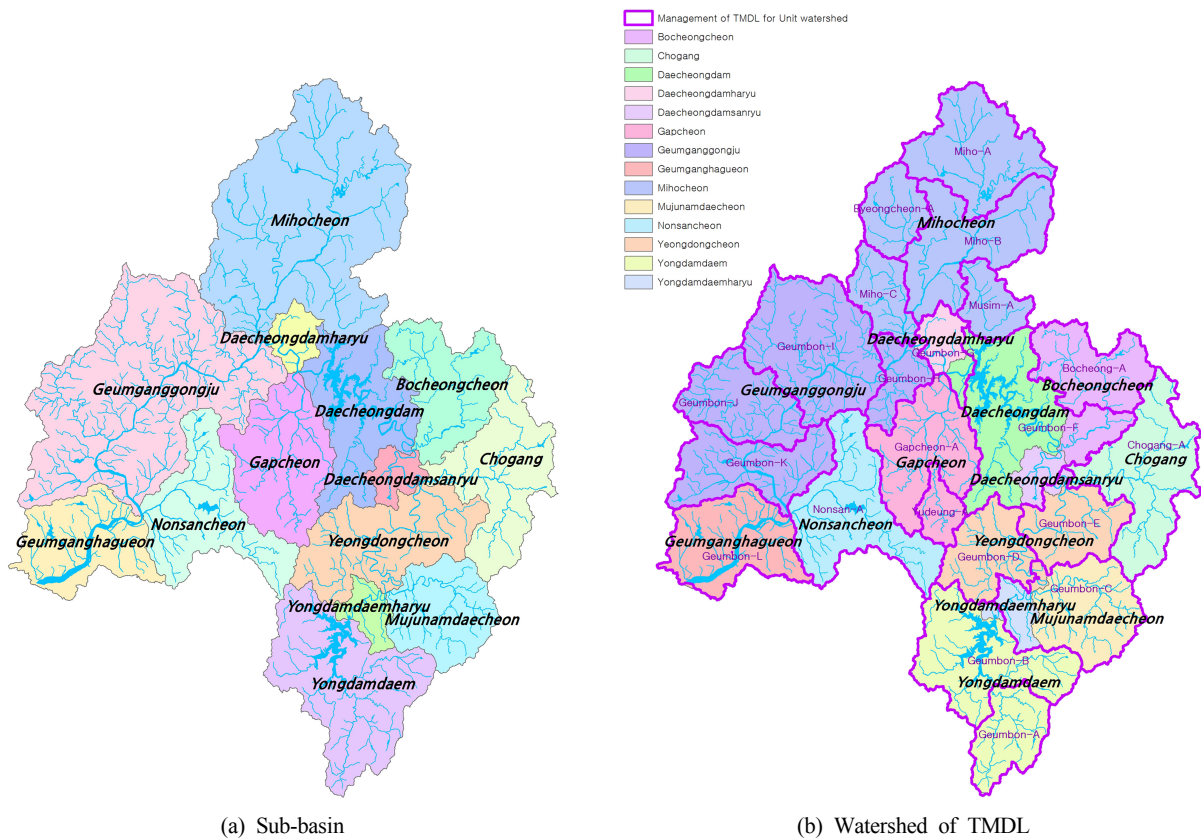 Management of TMDL for Unit watershed
Bocheongcheon
Chogang
Daecheongdam
Daecheongdamharyu
Daecheongdamsanryu
Gapcheon
Geumganggongju
Geumganghagueon
Mihocheon
Mujunamdaecheon
Nonsancheon
Yeongdongcheon
Yongdamdaem
Yongdamdaemharyu
Mihocheon
Daecheongdamharyu
Geumganggongju
Bocheongcheon
Daecheongdam
Gapcheon
Chogang
Daecheongdamsanryu
Nonsancheon
Geumganghagueon
Yeongdongcheon
Yongdamdaemharyu
Mujunamdaecheon
Yongdamdaem
(a) Sub-basin
Miho-A
Byeongcheon-A
Mihocheon
Miho-B
Miho-C
Musim-A
Daecheongdamharyu
Geumbon-I
Geumbon-G
Bocheong-A
Geumganggongju
Bocheongcheon
Geumbon-J
Daecheongdam
Geumbon-F
Gapcheon-A
Chogang-A
Geumbon-K
Gapcheon
Chogang
Daecheongdamsanryu
Nonsan-A
Yudeung-A
Nonsancheon
Geumbon-E
Geumganghagueon
Yeongdongcheon
Geumbon-L
Geumbon-D
Geumbon-C
Yongdamdaemharyu
Mujunamdaecheon
Geumbon-B
Yongdamdaem
Geumbon-A
(b) Watershed of TMDL